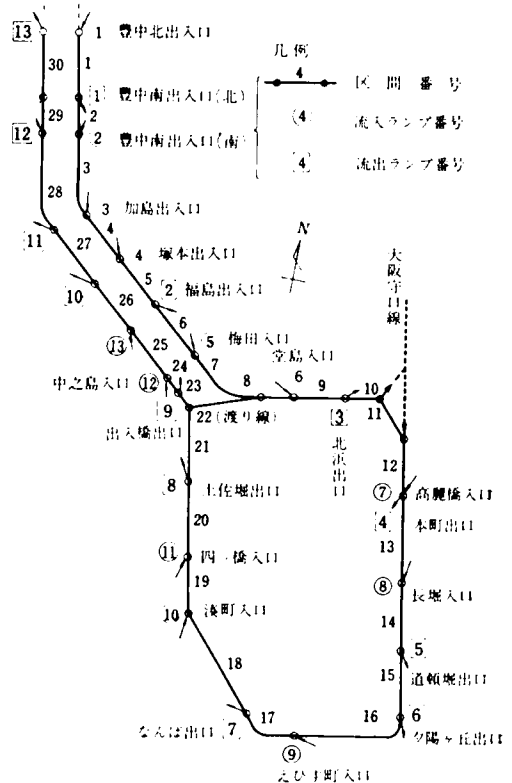 13
1
豊中北出入口
30
1
[1] 豊中南出入口(北)
29
2
12
2 豊中南出入口(南)
3
28
3 加島出入口
11
27
4
4 塚本出入口
10
5
[2] 福島出入口
26
6
⑬
25
5 梅田入口
7
中之島入口 ⑫
24
23
8
堂島入口
6
9
10
11
[3]
北浜出口
9
出入橋出口
22 (渡り線)
21
12
8 土佐堀出口
⑦ 高麗橋入口
[4] 本町出口
20
13
⑪ 四ツ橋入口
⑧ 長堀入口
19
10 湊町入口
14
[5]
道頓堀出口
18
15
なんば出口 [7]
17
16
6
夕陽ヶ丘出口
⑨
えびす町入口
凡例
4
区間番号
(4) 流入ランプ番号
[4] 流出ランプ番号
N
大阪守口線